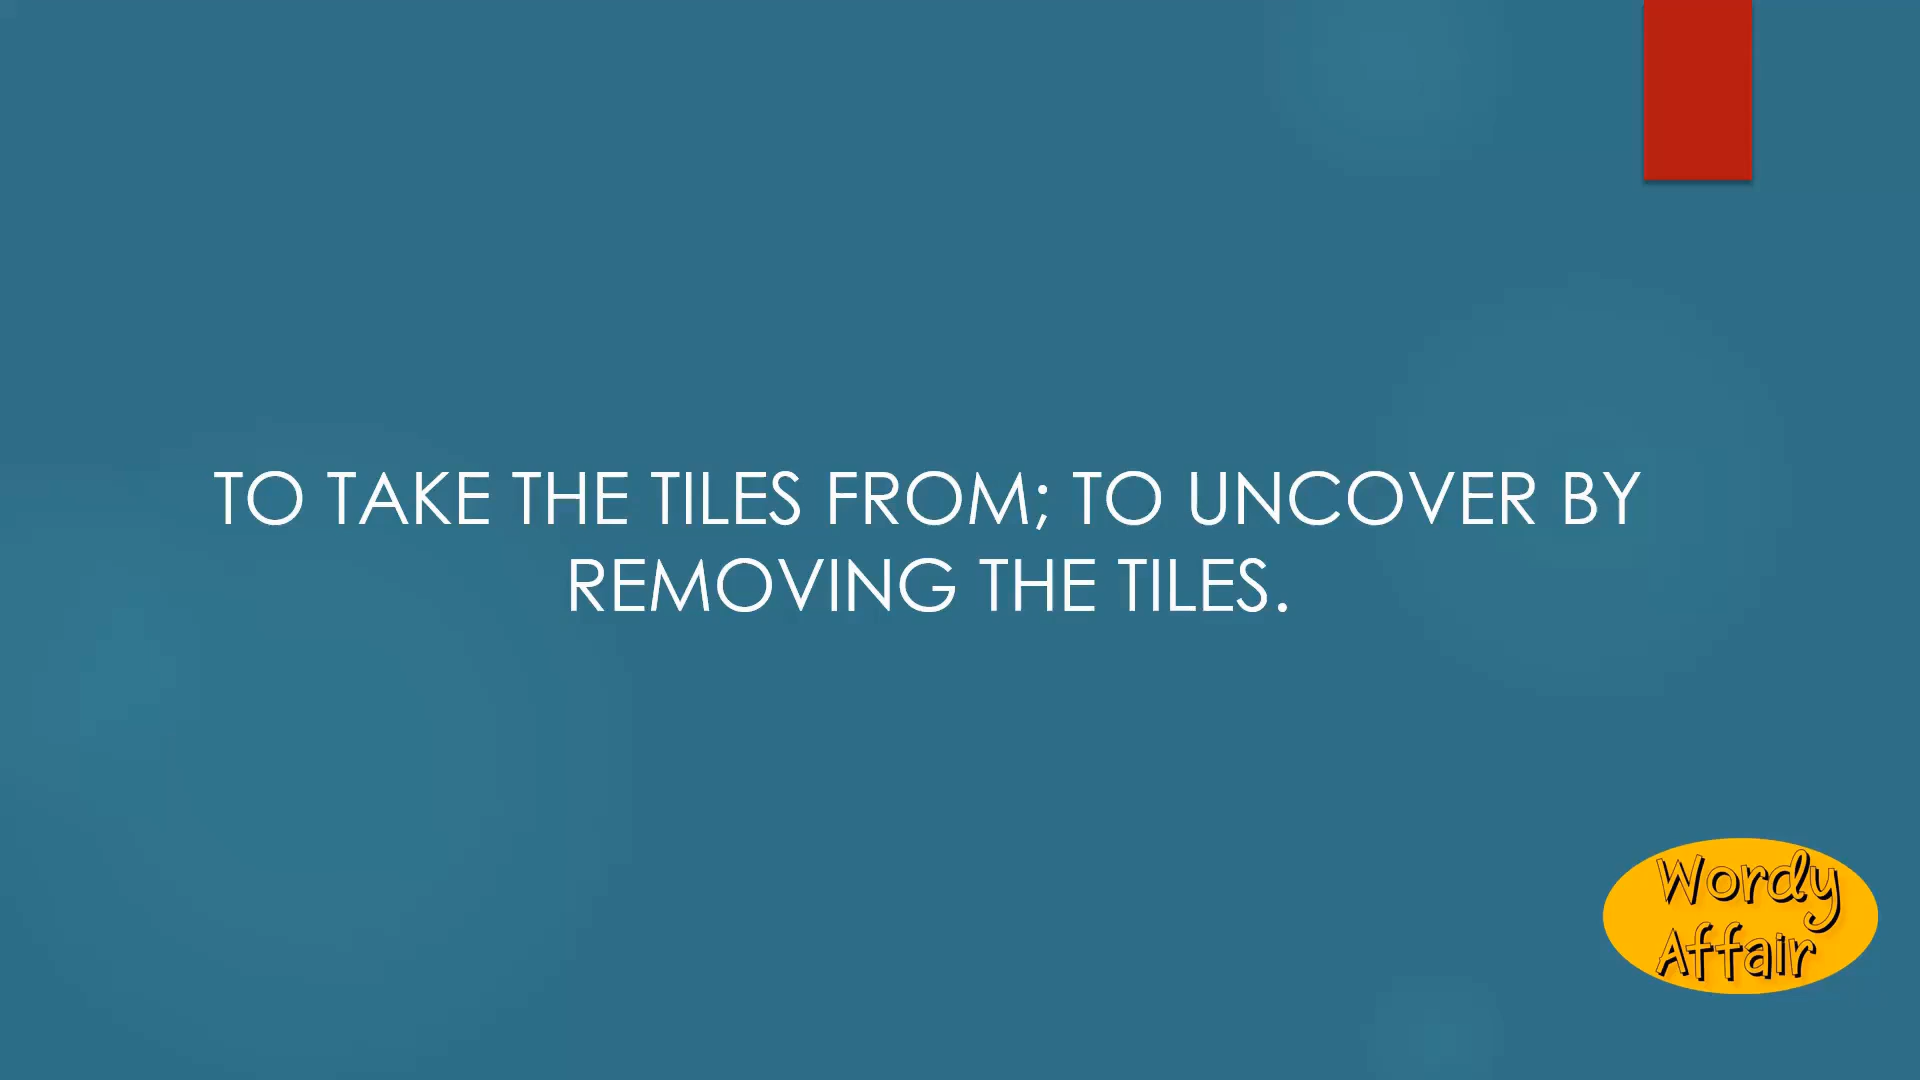 TO TAKE THE TILES FROM; TO UNCOVER BY
REMOVING THE TILES.
Wordy
Affair